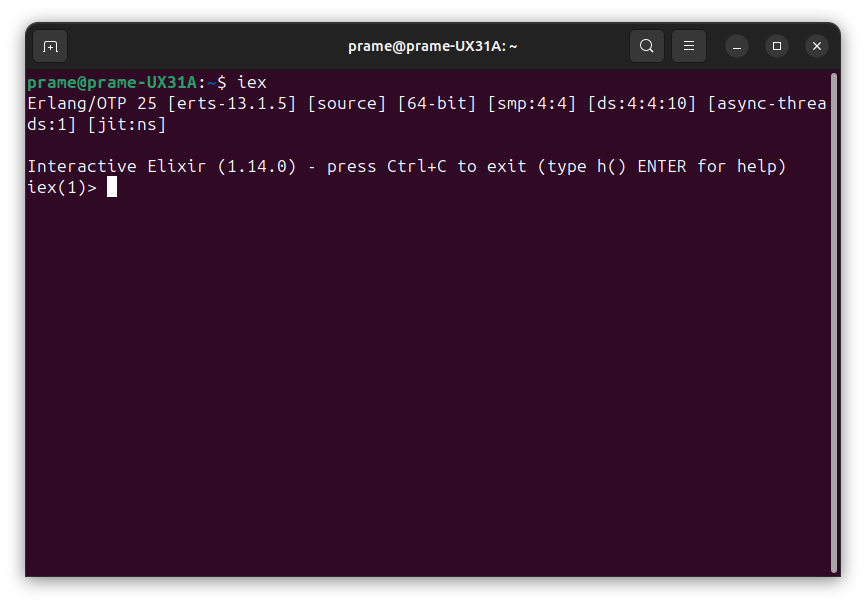 prame@prame-UX31A: ~
prame@prame-UX31A:~$ iex
Erlang/OTP 25 [erts-13.1.5] [source] [64-bit] [smp:4:4] [ds:4:4:10] [async-threa
ds:1] [jit:ns]
Interactive Elixir (1.14.0) - press Ctrl+C to exit (type h() ENTER for help)
iex(1)>